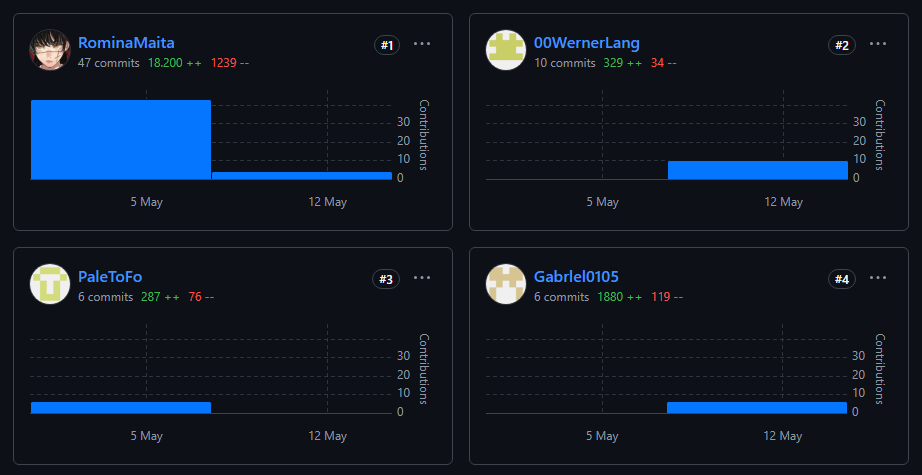 RominaMaita #1 ...
47 commits 18.200 ++ 1239 --
Contributions
30
20
10
0
5 May 12 May
00WernerLang #2 ...
10 commits 329 ++ 34 --
Contributions
30
20
10
0
5 May 12 May
PaleToFo #3 ...
6 commits 287 ++ 76 --
Contributions
30
20
10
0
5 May 12 May
Gabrlel0105 #4 ...
6 commits 1880 ++ 119 --
Contributions
30
20
10
0
5 May 12 May